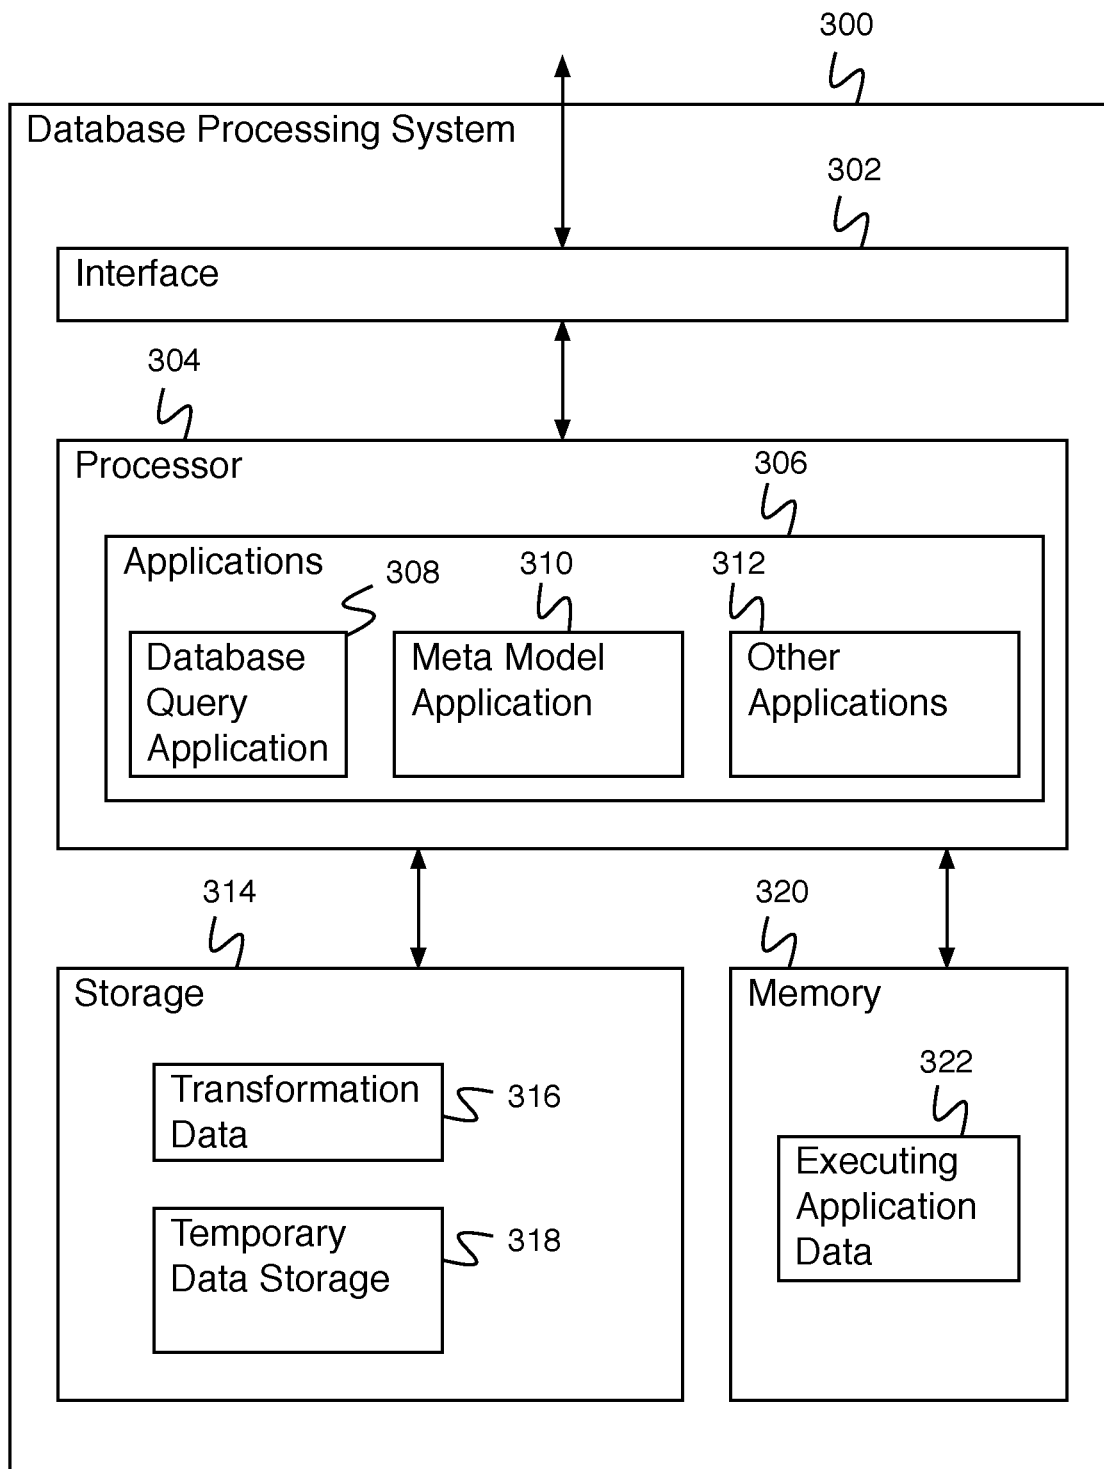 300
Database Processing System
302
Interface
304
Processor
306
Applications
308
310
312
Database
Query
Application
Meta Model
Application
Other
Applications
314
320
Storage
Memory
Transformation
Data
316
322
Temporary
Data Storage
318
Executing
Application
Data